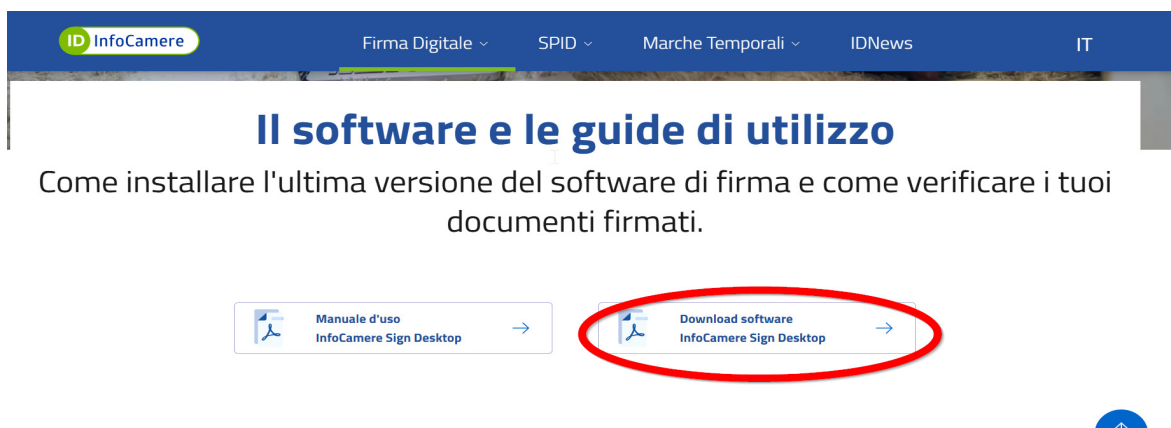 ID InfoCamere
Firma Digitale SPID Marche Temporali IDNews IT
Il software e le guide di utilizzo
Come installare l'ultima versione del software di firma e come verificare i tuoi
documenti firmati.
Manuale d'uso
InfoCamere Sign Desktop
Download software
InfoCamere Sign Desktop